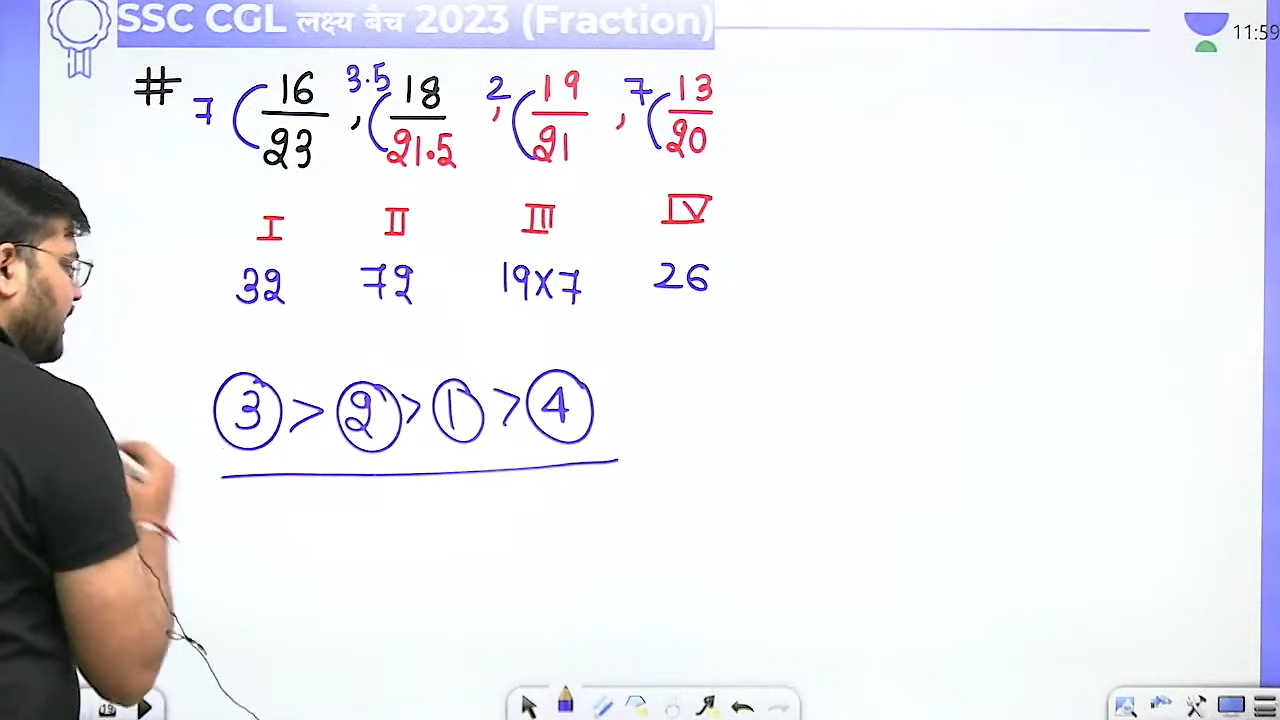 SSC CGL लक्ष्य बैच 2023 (Fraction)
11:59
# 7 16/23 , 3.5 18/21.5 , 2 19/21 , 7 13/20
I II III IV
32 72 19x7 26
3 > 2 > 1 > 4
19